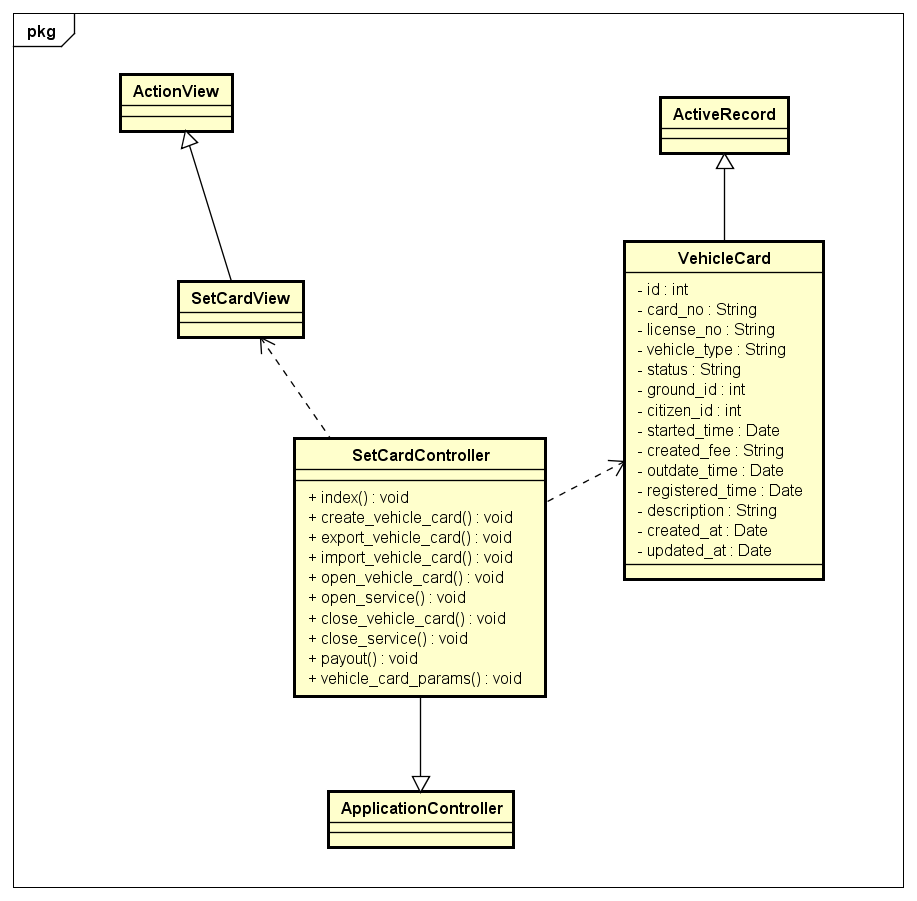 pkg
ActionView
ActiveRecord
VehicleCard
- id : int
- card_no : String
- license_no : String
- vehicle_type : String
- status : String
- ground_id : int
- citizen_id : int
- started_time : Date
- created_fee : String
- outdate_time : Date
- registered_time : Date
- description : String
- created_at : Date
- updated_at : Date
SetCardView
SetCardController
+ index() : void
+ create_vehicle_card() : void
+ export_vehicle_card() : void
+ import_vehicle_card() : void
+ open_vehicle_card() : void
+ open_service() : void
+ close_vehicle_card() : void
+ close_service() : void
+ payout() : void
+ vehicle_card_params() : void
ApplicationController